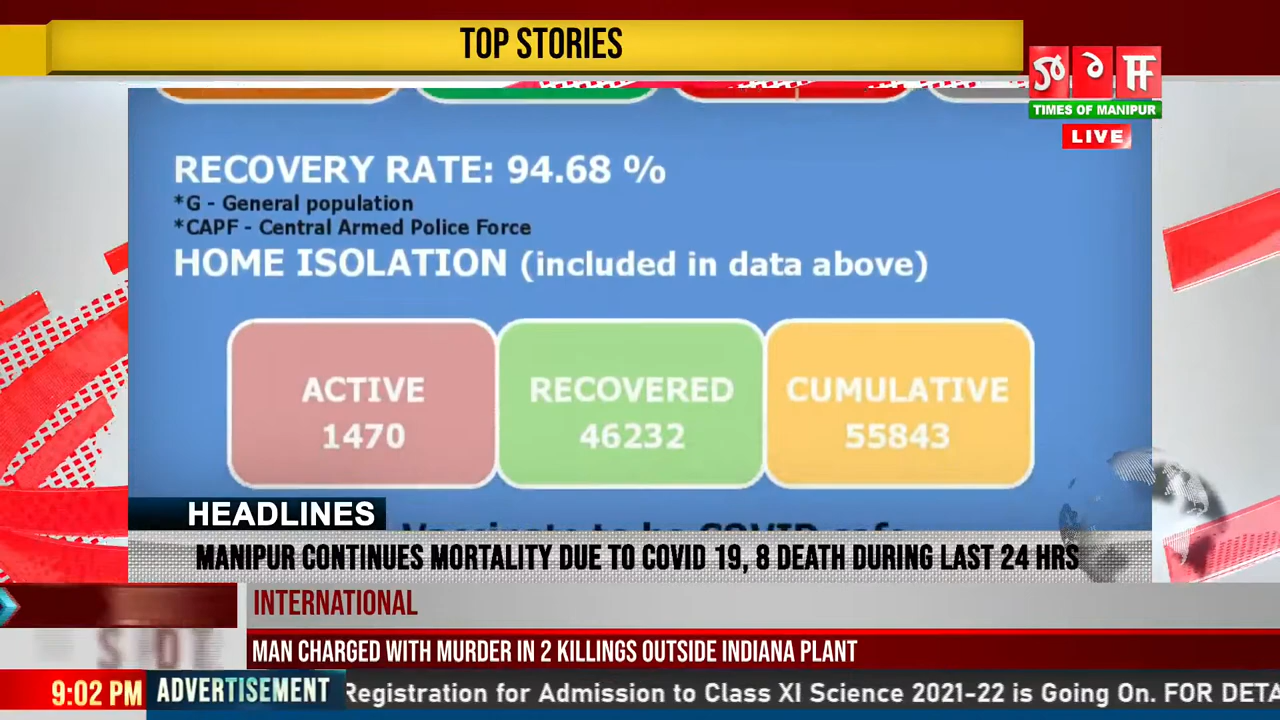 TOP STORIES
ꯇꯣꯝ
TIMES OF MANIPUR
LIVE
RECOVERY RATE: 94.68 %
*G - General population
*CAPF - Central Armed Police Force
HOME ISOLATION (included in data above)
ACTIVE
1470
RECOVERED
46232
CUMULATIVE
55843
HEADLINES
MANIPUR CONTINUES MORTALITY DUE TO COVID 19, 8 DEATH DURING LAST 24 HRS
INTERNATIONAL
MAN CHARGED WITH MURDER IN 2 KILLINGS OUTSIDE INDIANA PLANT
9:02 PM
ADVERTISEMENT
Registration for Admission to Class XI Science 2021-22 is Going On. FOR DETA